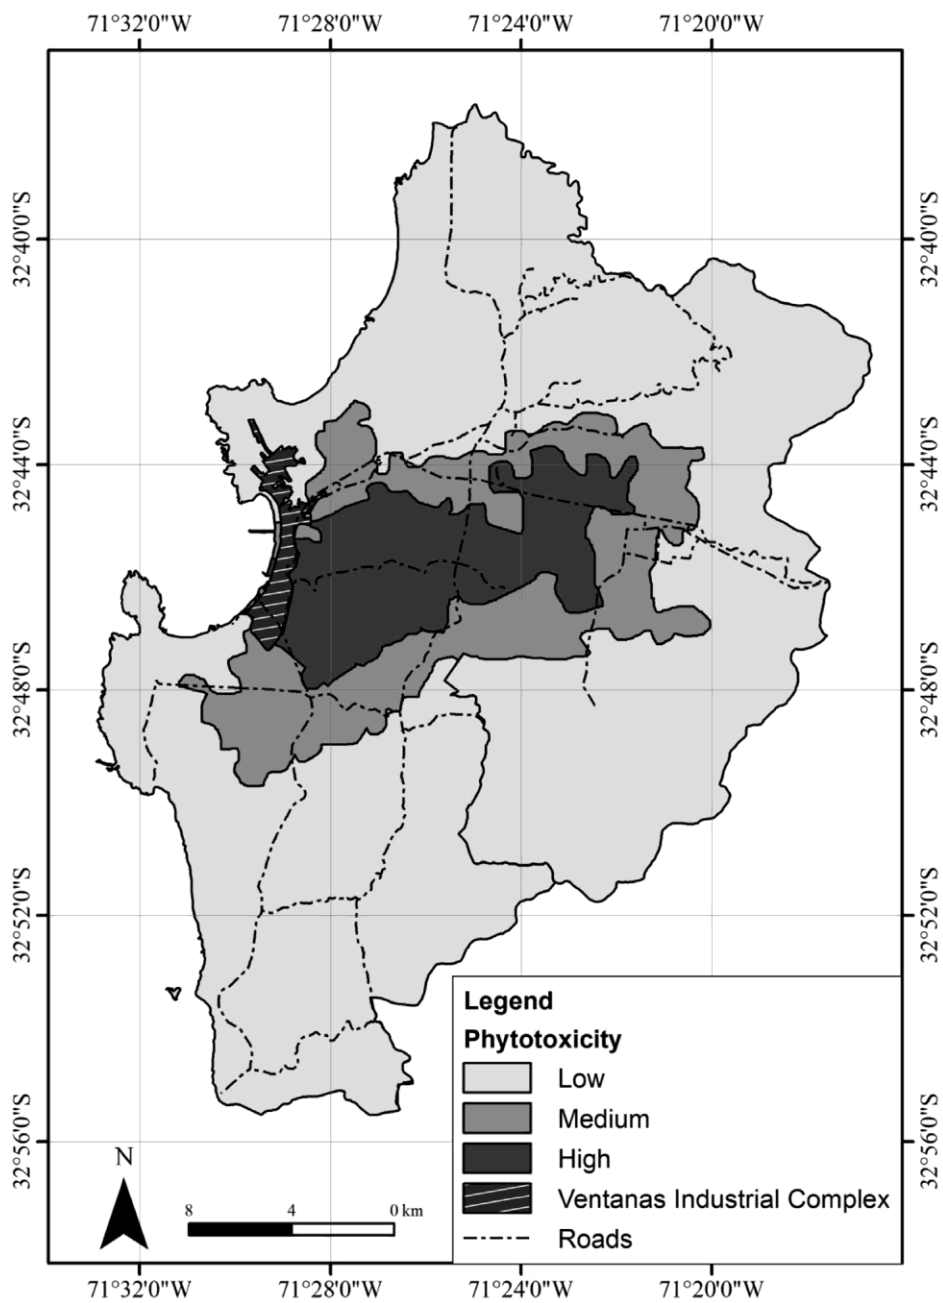 71°32'0"W 71°28'0"W 71°24'0"W 71°20'0"W
32°40'0"S 32°40'0"S
32°44'0"S 32°44'0"S
32°48'0"S 32°48'0"S
32°52'0"S 32°52'0"S
32°56'0"S 32°56'0"S
Legend
Phytotoxicity
Low
Medium
High
Ventanas Industrial Complex
Roads
N
8 4 0 km
71°32'0"W 71°28'0"W 71°24'0"W 71°20'0"W